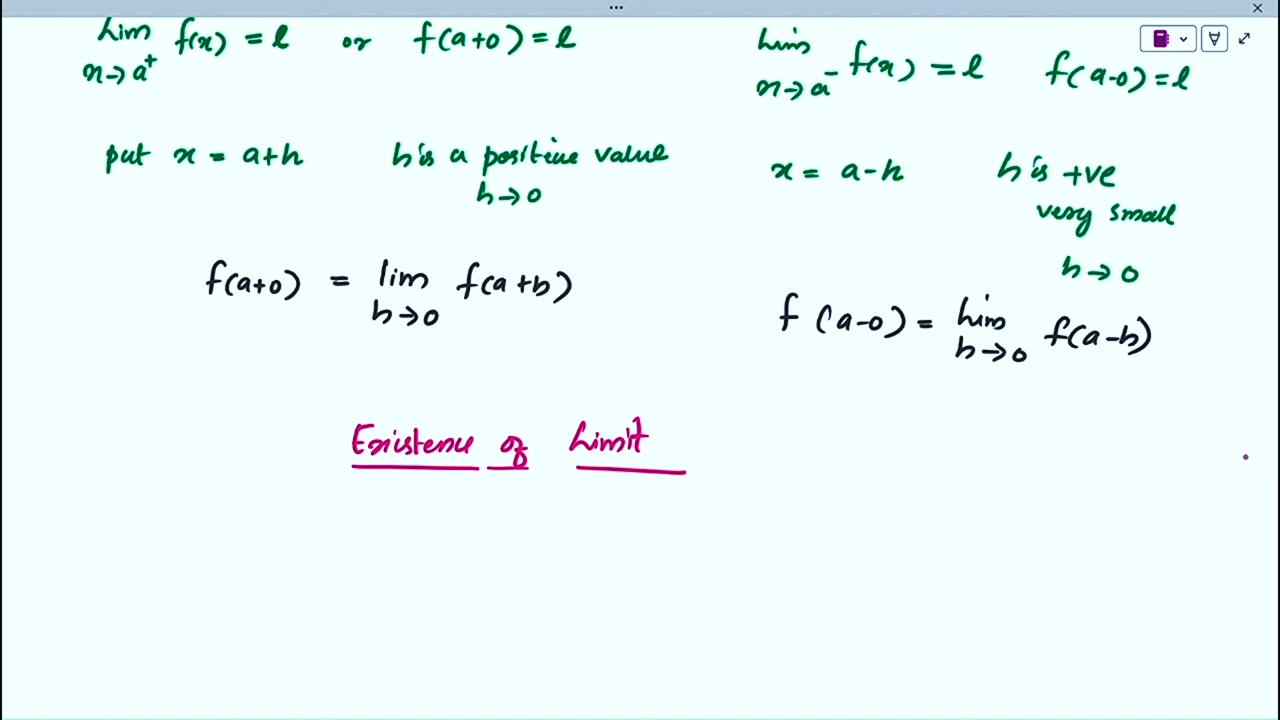 lim f(x) = l or f(a+0) = l
x→a⁺
put x = a+h h is a positive value
h→0
f(a+0) = lim f(a+h)
h→0
lim f(x) = l f(a-0) = l
x→a⁻
x = a-h h is +ve
very small
h→0
f(a-0) = lim f(a-h)
h→0
Existence of Limit